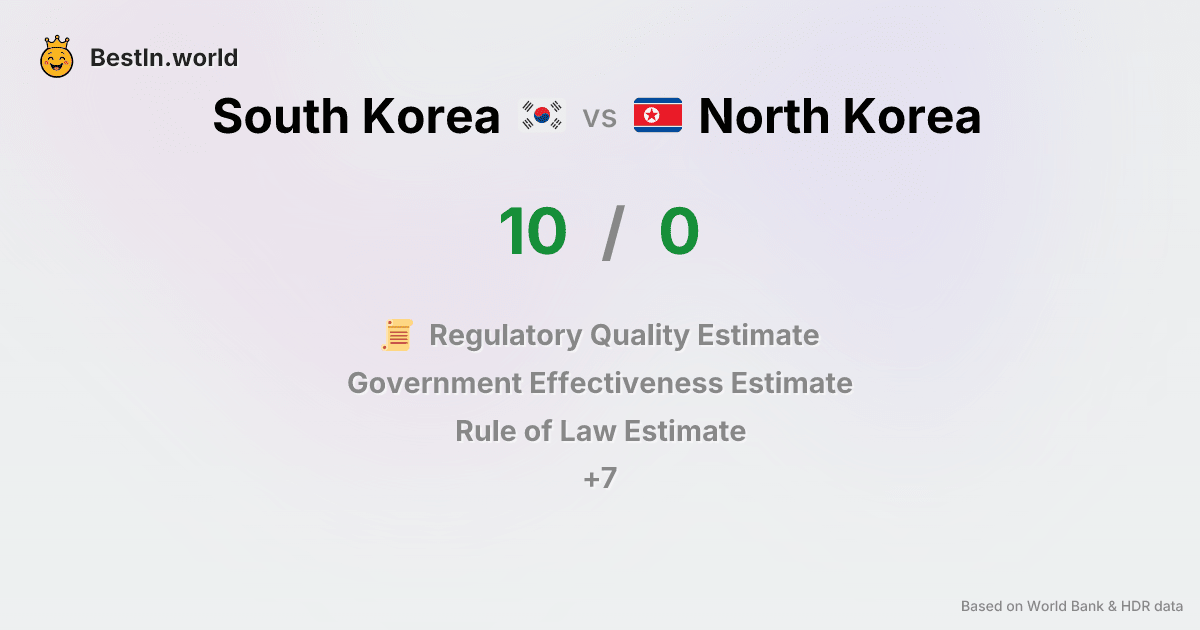 BestIn.world
South Korea vs North Korea
10 / 0
Regulatory Quality Estimate
Government Effectiveness Estimate
Rule of Law Estimate
+7
Based on World Bank & HDR data